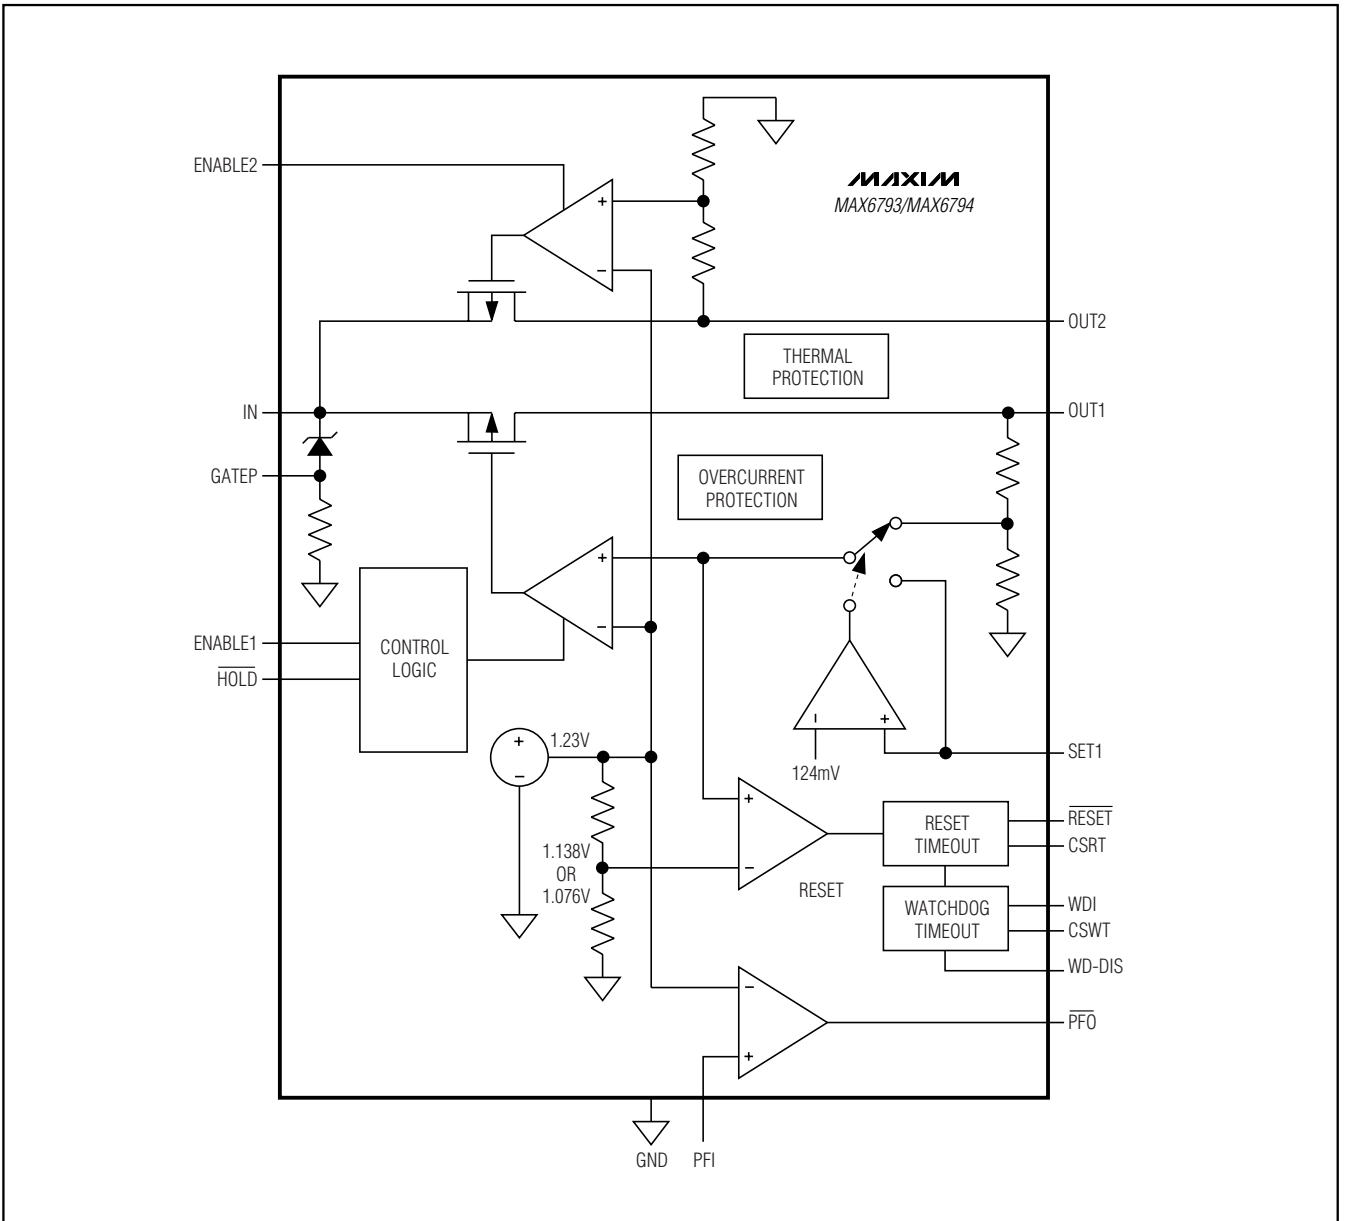 ENABLE2
+
−
MAXIM
MAX6793/MAX6794
OUT2
THERMAL
PROTECTION
IN
OUT1
GATEP
OVERCURRENT
PROTECTION
+
−
ENABLE1
HOLD
CONTROL
LOGIC
− +
124mV
SET1
+
−
1.23V
1.138V
OR
1.076V
+
−
RESET
RESET
TIMEOUT
RESET
CSRT
WATCHDOG
TIMEOUT
WDI
CSWT
WD-DIS
−
+
PFO
GND
PFI